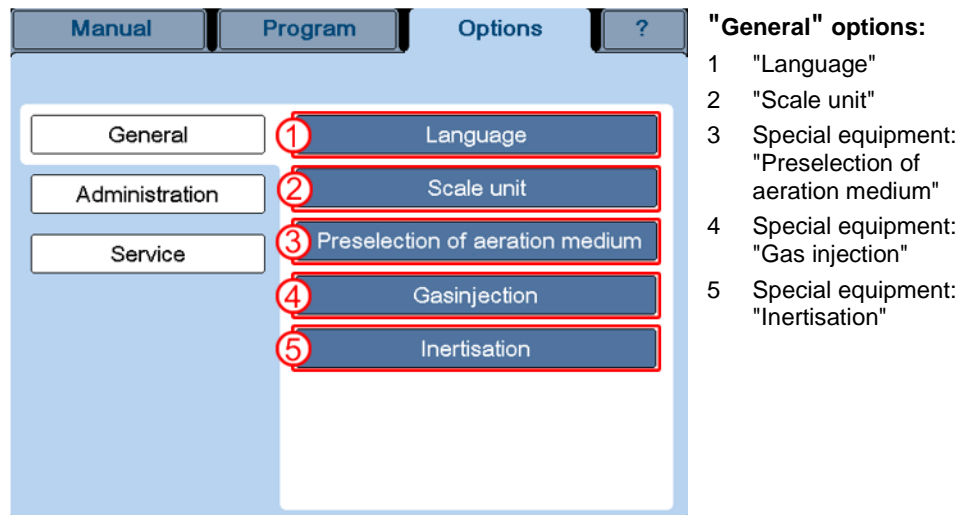 Manual Program Options ?
General
Administration
Service
1 Language
2 Scale unit
3 Preselection of aeration medium
4 Gasinjection
5 Inertisation
"General" options:
1 "Language"
2 "Scale unit"
3 Special equipment:
"Preselection of
aeration medium"
4 Special equipment:
"Gas injection"
5 Special equipment:
"Inertisation"